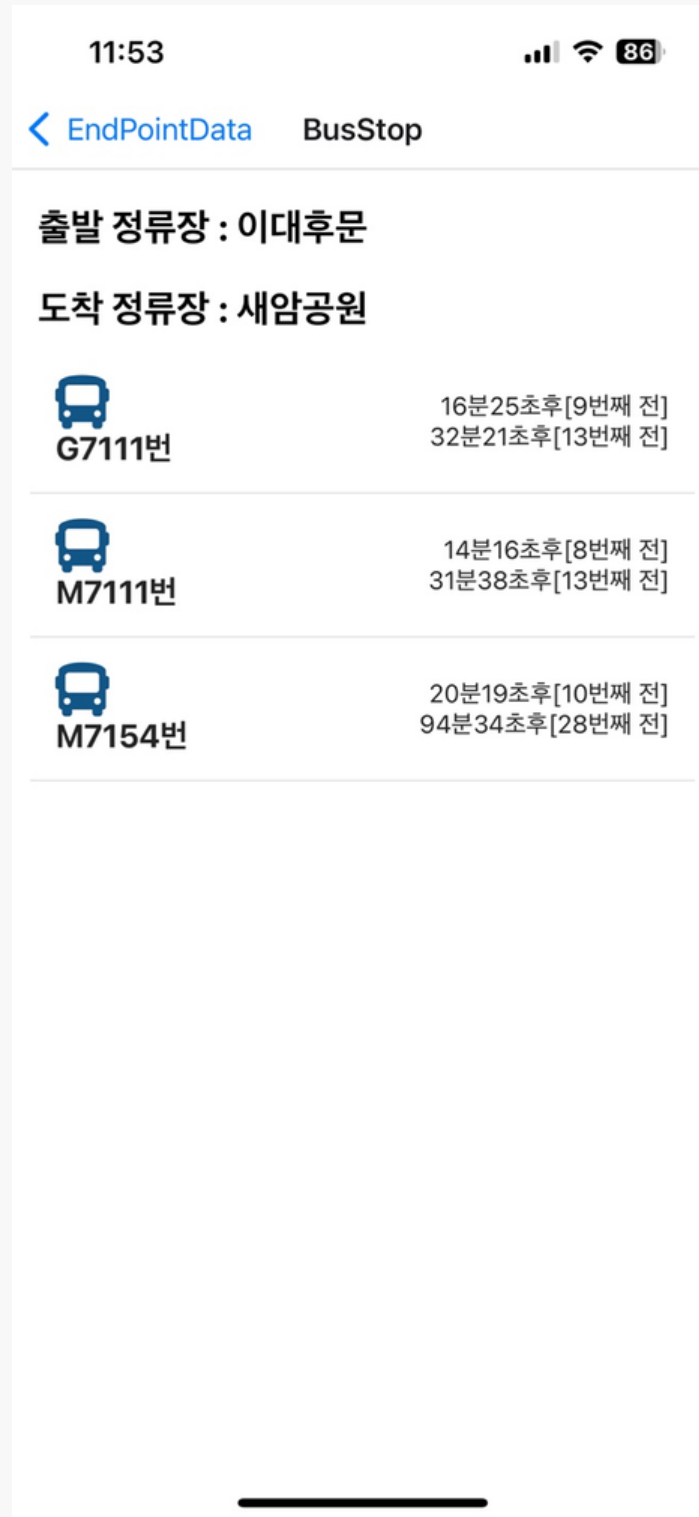 11:53
86
EndPointData BusStop
출발 정류장 : 이대후문
도착 정류장 : 새암공원
16분25초후[9번째 전]
32분21초후[13번째 전]
G7111번
14분16초후[8번째 전]
31분38초후[13번째 전]
M7111번
20분19초후[10번째 전]
94분34초후[28번째 전]
M7154번